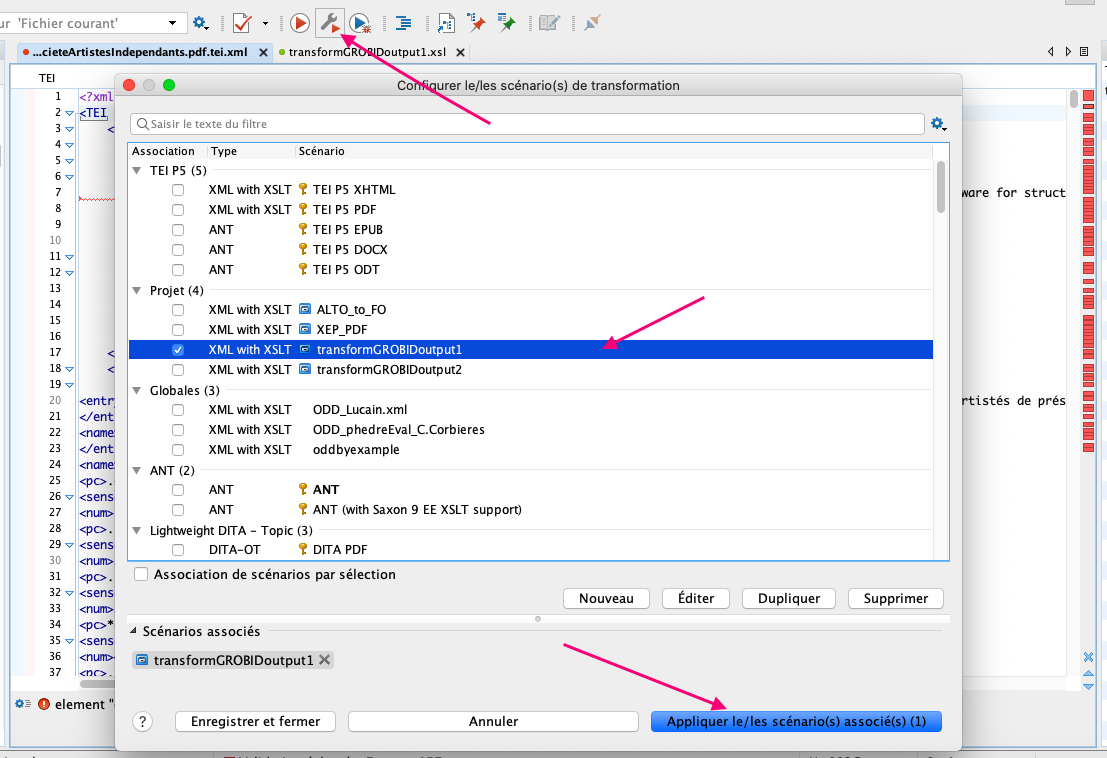 ur 'Fichier courant'
...cieteArtistesIndependants.pdf.tei.xml transformGROBIDoutput1.xsl
TEI
Configurer le/les scénario(s) de transformation
1 <?xml
2 <TEI
3 <
4
5
6
7 ware for struct
8
9
10
11
12
13
14
15
16
17 <
18 <
19
20 <entry artistés de prés
21 </ent
22 <name
23 </ent
24 <name
25 <pc>.
26 <sens
27 <num>
28 <pc>.
29 <sens
30 <num>
31 <pc>.
32 <sens
33 <num>
34 <pc>*
35 <sens
36 <num>
37 <pc>.
element "
Saisir le texte du filtre
Association Type Scénario
TEI P5 (5)
XML with XSLT TEI P5 XHTML
XML with XSLT TEI P5 PDF
ANT TEI P5 EPUB
ANT TEI P5 DOCX
ANT TEI P5 ODT
Projet (4)
XML with XSLT ALTO_to_FO
XML with XSLT XEP_PDF
XML with XSLT transformGROBIDoutput1
XML with XSLT transformGROBIDoutput2
Globales (3)
XML with XSLT ODD_Lucain.xml
XML with XSLT ODD_phedreEval_C.Corbieres
XML with XSLT oddbyexample
ANT (2)
ANT ANT
ANT ANT (with Saxon 9 EE XSLT support)
Lightweight DITA - Topic (3)
DITA-OT DITA PDF
Association de scénarios par sélection
Nouveau Éditer Dupliquer Supprimer
Scénarios associés
transformGROBIDoutput1
? Enregistrer et fermer Annuler Appliquer le/les scénario(s) associé(s) (1)